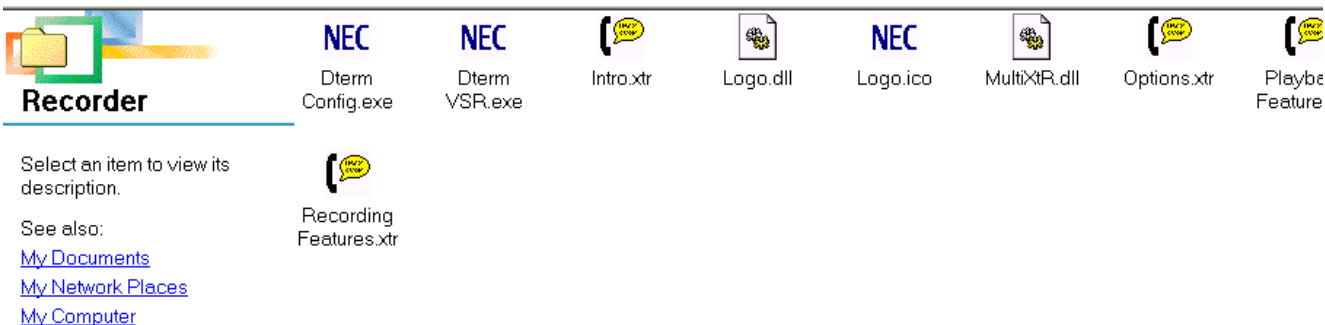 Recorder
Select an item to view its
description.
See also:
My Documents
My Network Places
My Computer
NEC
Dterm
Config.exe
NEC
Dterm
VSR.exe
Intro.xtr
Logo.dll
NEC
Logo.ico
MultiXtR.dll
Options.xtr
Playba
Feature
Recording
Features.xtr